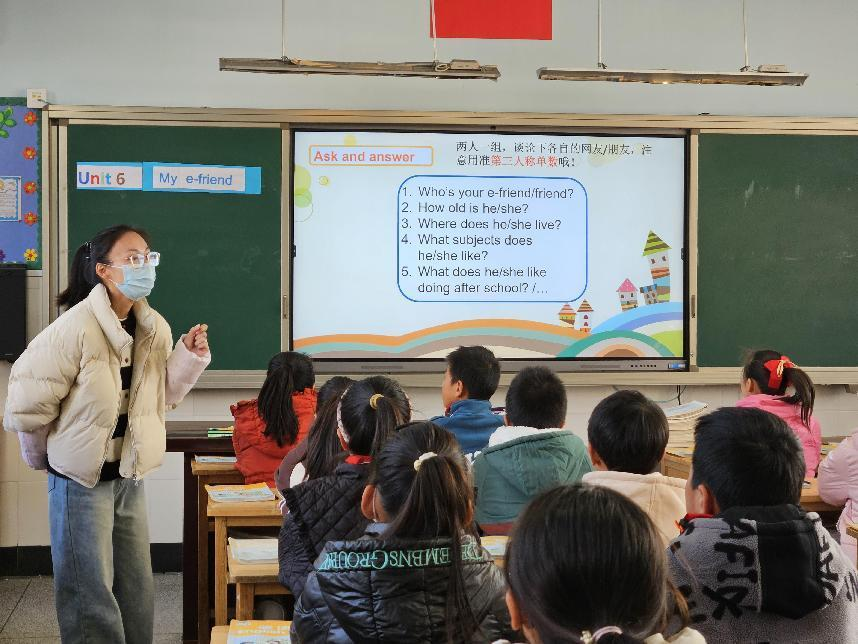 Unit 6
My e-friend
Ask and answer
两人一组，谈论下各自的网友/朋友，注
意用准第三人称单数哦！
1. Who's your e-friend/friend?
2. How old is he/she?
3. Where does he/she live?
4. What subjects does
he/she like?
5. What does he/she like
doing after school? /…